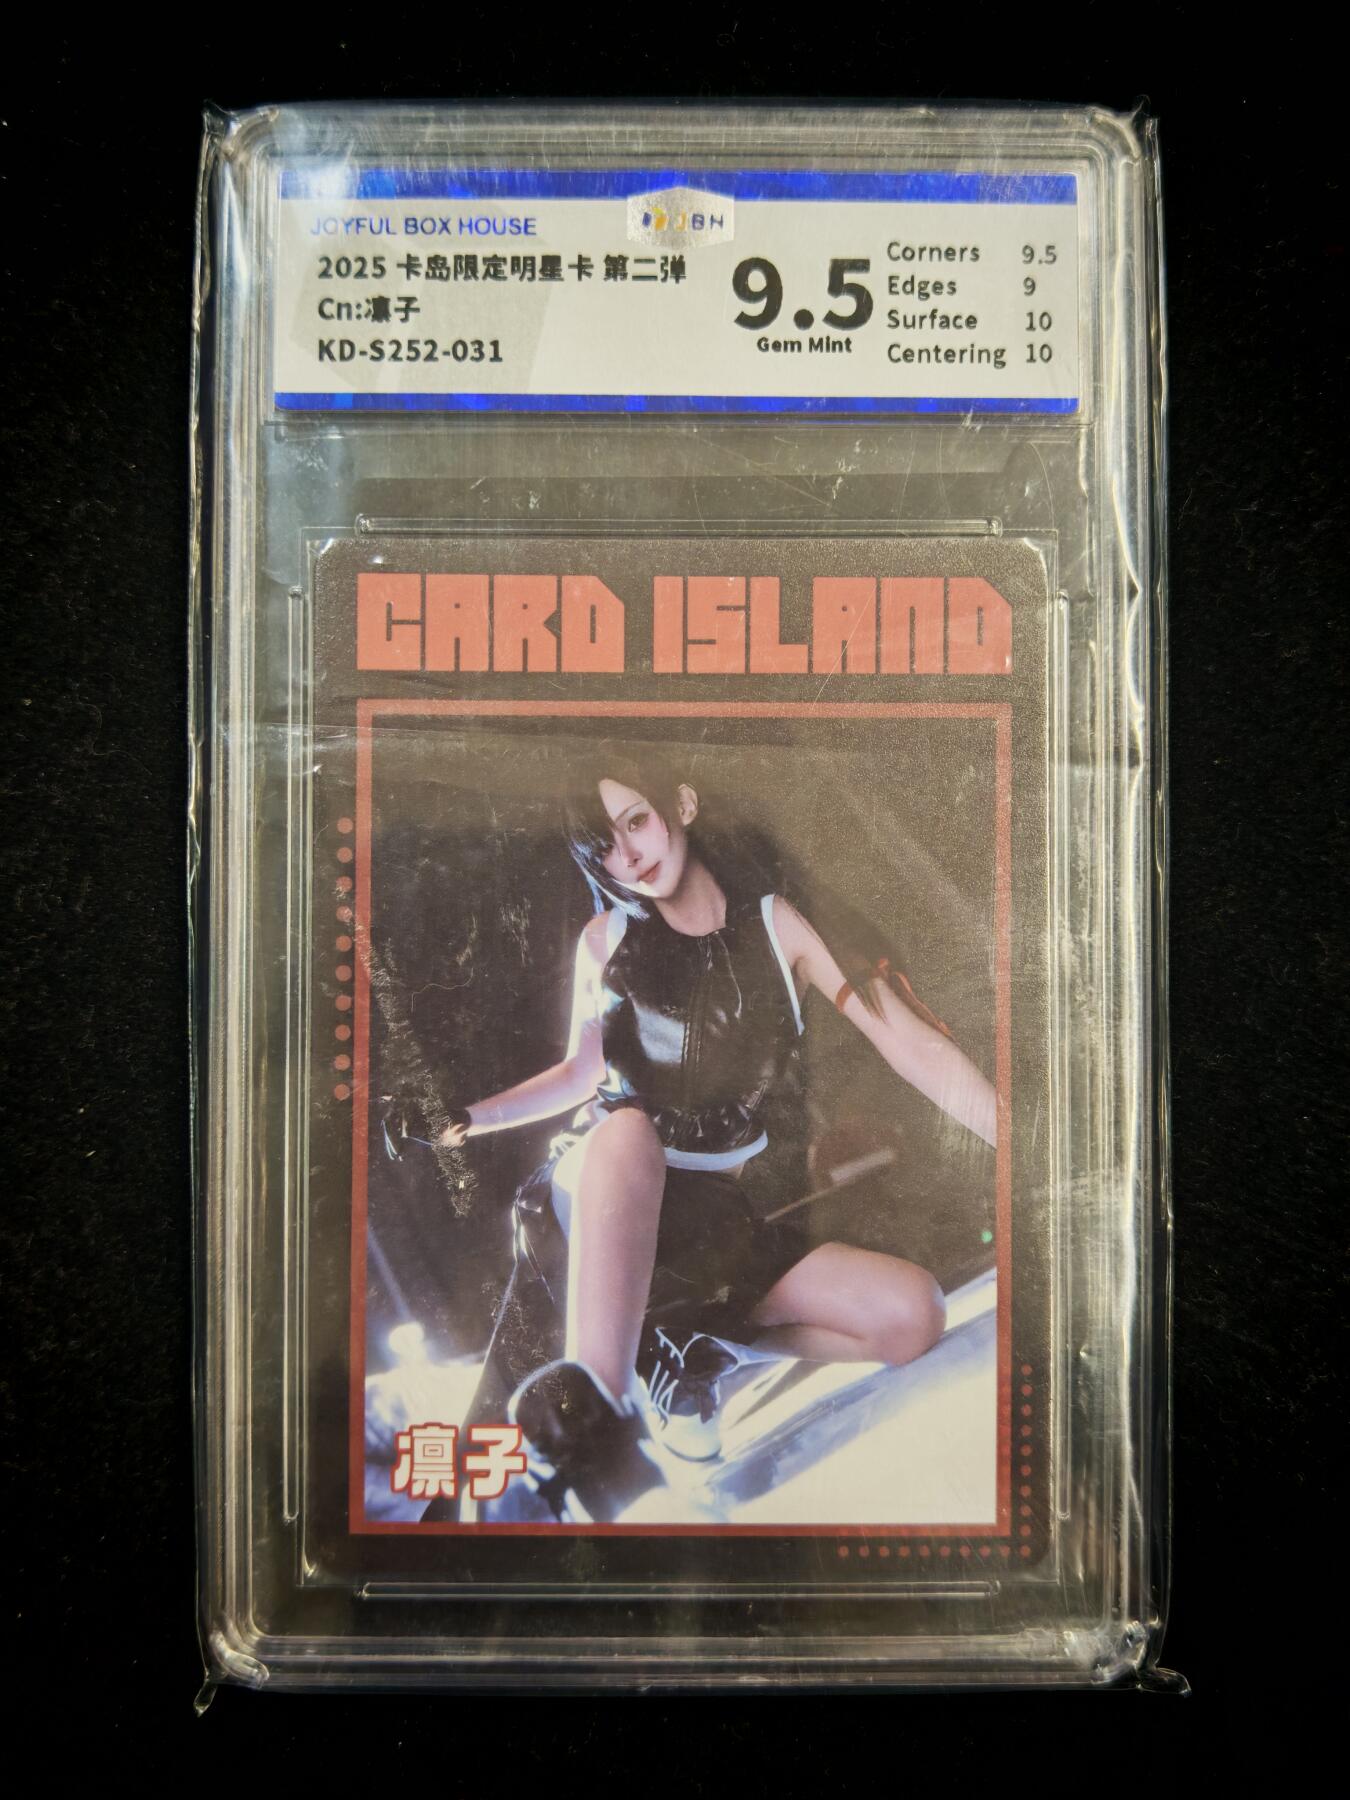 JOYFUL BOX HOUSE
JBH
2025 卡岛限定明星卡 第二弹
Cn:凛子
KD-S252-031
9.5
Gem Mint
Corners 9.5
Edges 9
Surface 10
Centering 10
CARD ISLAND
凛子